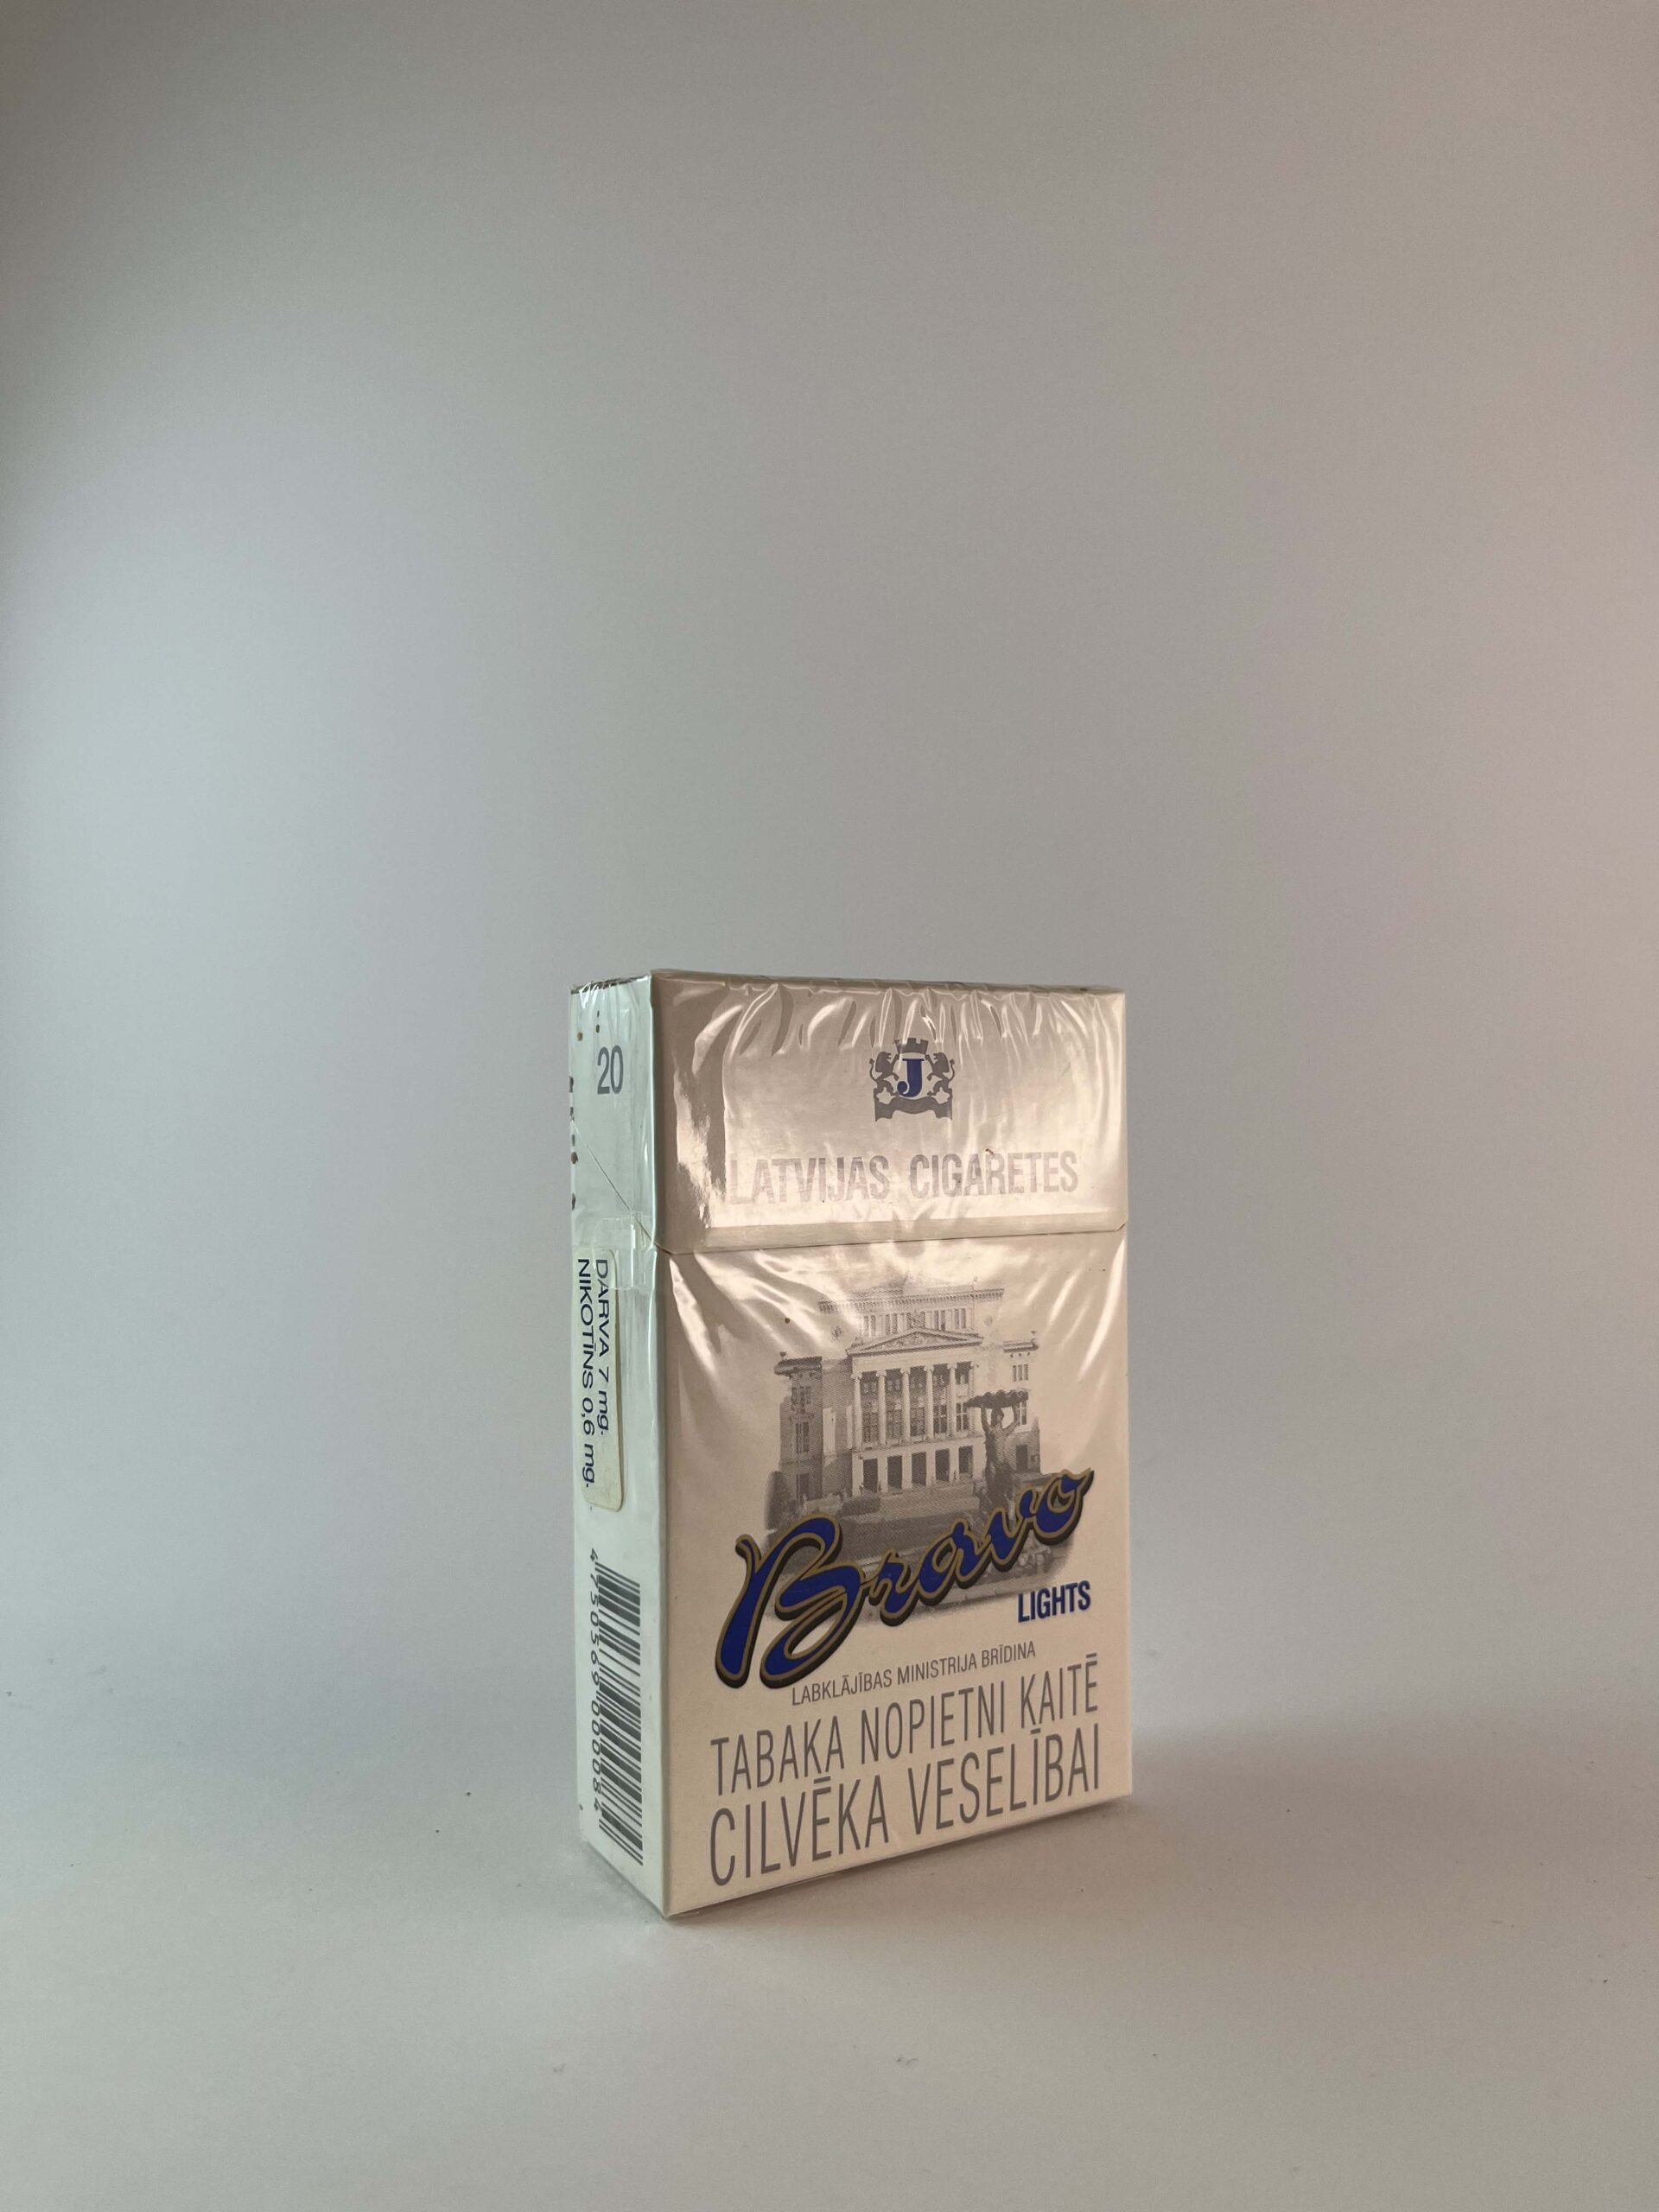 20
J
LATVIJAS CIGARETES
DARVA 7 mg.
NIKOTĪNS 0,6 mg.
Bravo
LIGHTS
LABKLĀJĪBAS MINISTRIJA BRĪDINA
TABAKA NOPIETNI KAITĒ
CILVĒKA VESELĪBAI
4750569000084